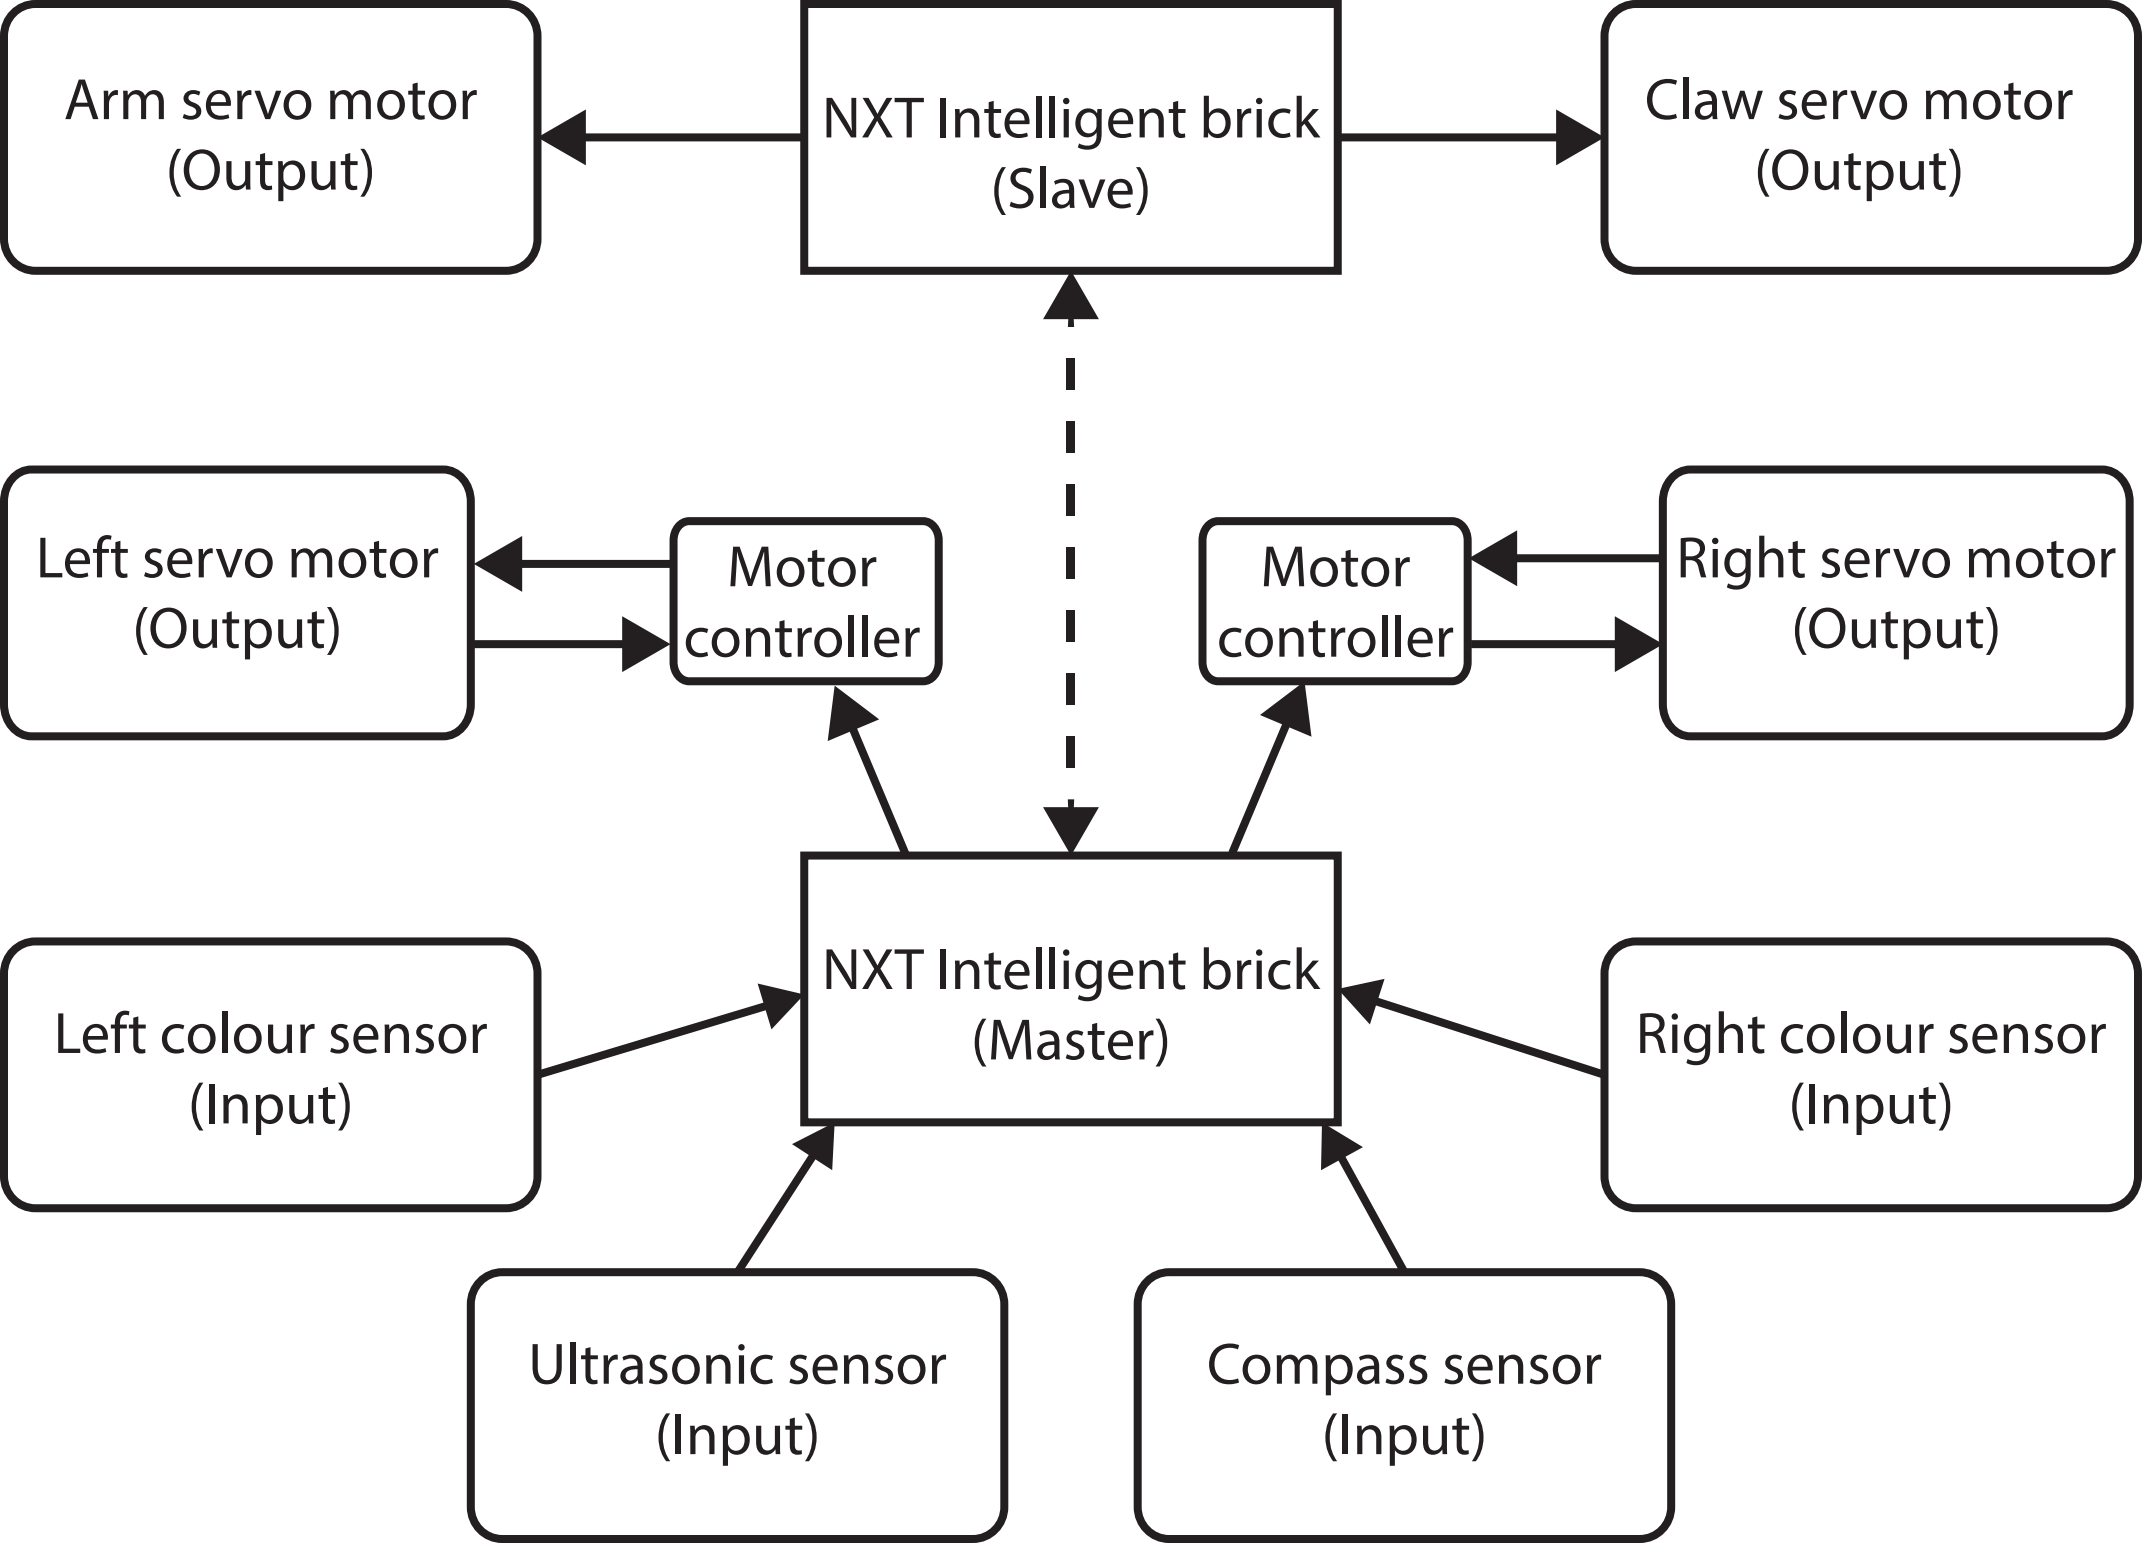 Arm servo motor
(Output)
NXT Intelligent brick
(Slave)
Claw servo motor
(Output)
Left servo motor
(Output)
Motor
controller
Motor
controller
Right servo motor
(Output)
Left colour sensor
(Input)
NXT Intelligent brick
(Master)
Right colour sensor
(Input)
Ultrasonic sensor
(Input)
Compass sensor
(Input)